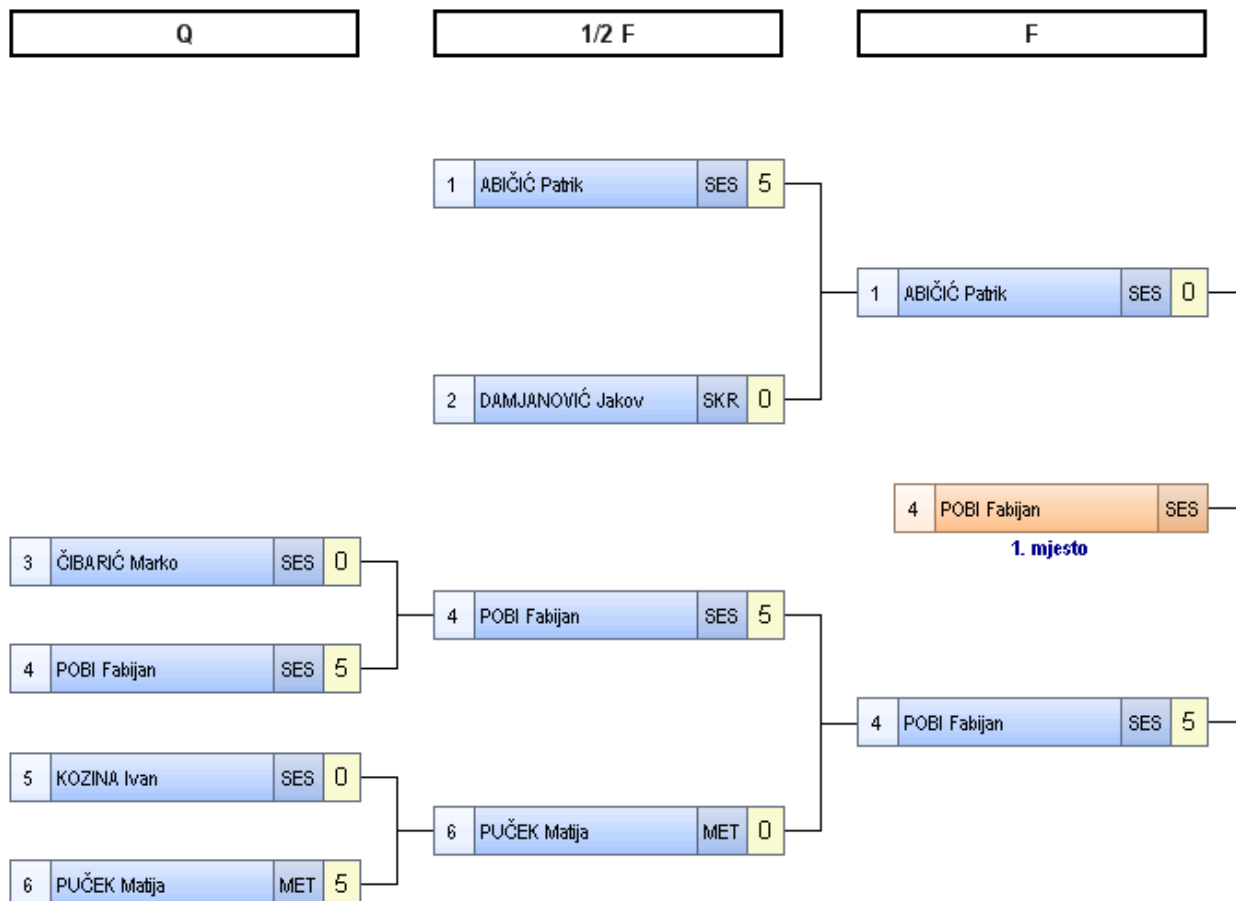 Q 1/2 F F
1 ABIČIĆ Patrik SES 5
1 ABIČIĆ Patrik SES 0
2 DAMJANOVIĆ Jakov SKR 0
4 POBI Fabijan SES
1. mjesto
3 ČIBARIĆ Marko SES 0
4 POBI Fabijan SES 5
4 POBI Fabijan SES 5
4 POBI Fabijan SES 5
5 KOZINA Ivan SES 0
6 PUČEK Matija MET 0
6 PUČEK Matija MET 5